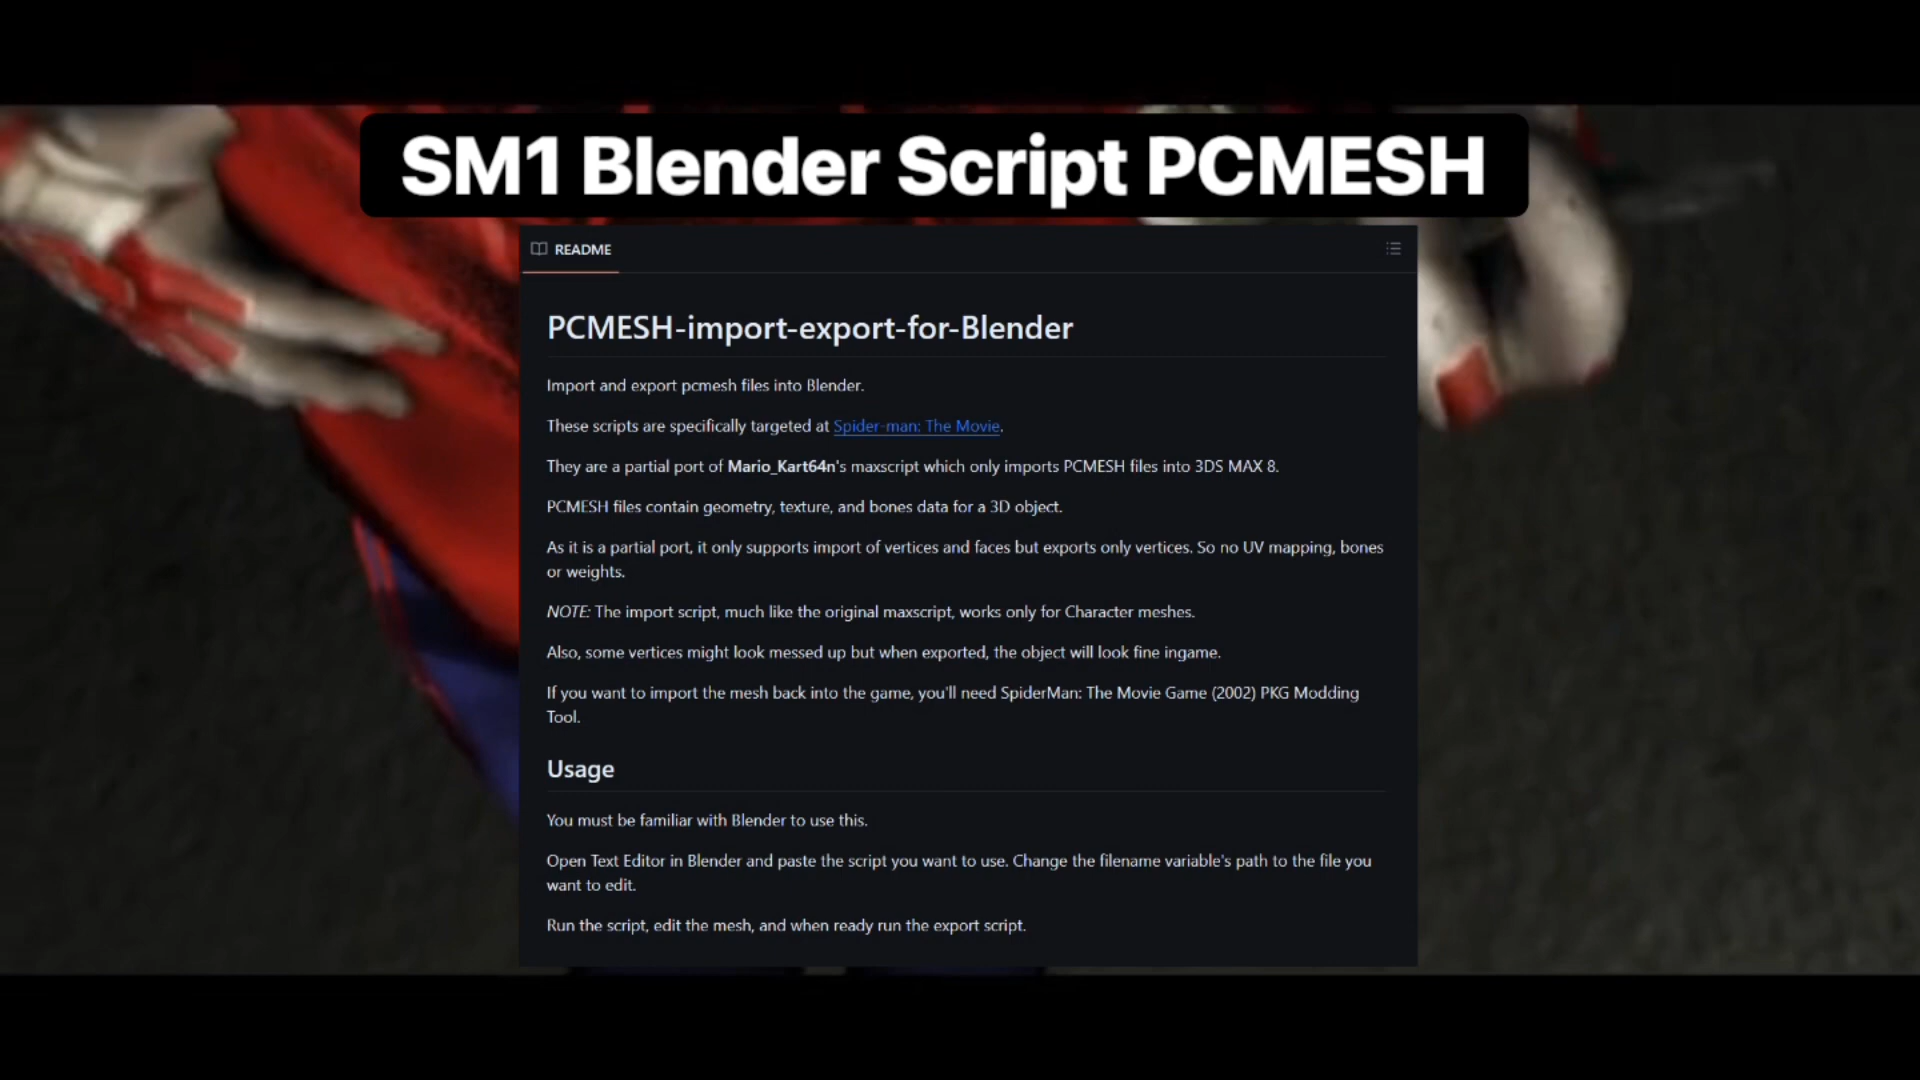 SM1 Blender Script PCMESH
README
PCMESH-import-export-for-Blender
Import and export pcmesh files into Blender.
These scripts are specifically targeted at Spider-man: The Movie.
They are a partial port of Mario_Kart64n's maxscript which only imports PCMESH files into 3DS MAX 8.
PCMESH files contain geometry, texture, and bones data for a 3D object.
As it is a partial port, it only supports import of vertices and faces but exports only vertices. So no UV mapping, bones
or weights.
NOTE: The import script, much like the original maxscript, works only for Character meshes.
Also, some vertices might look messed up but when exported, the object will look fine ingame.
If you want to import the mesh back into the game, you'll need SpiderMan: The Movie Game (2002) PKG Modding
Tool.
Usage
You must be familiar with Blender to use this.
Open Text Editor in Blender and paste the script you want to use. Change the filename variable's path to the file you
want to edit.
Run the script, edit the mesh, and when ready run the export script.